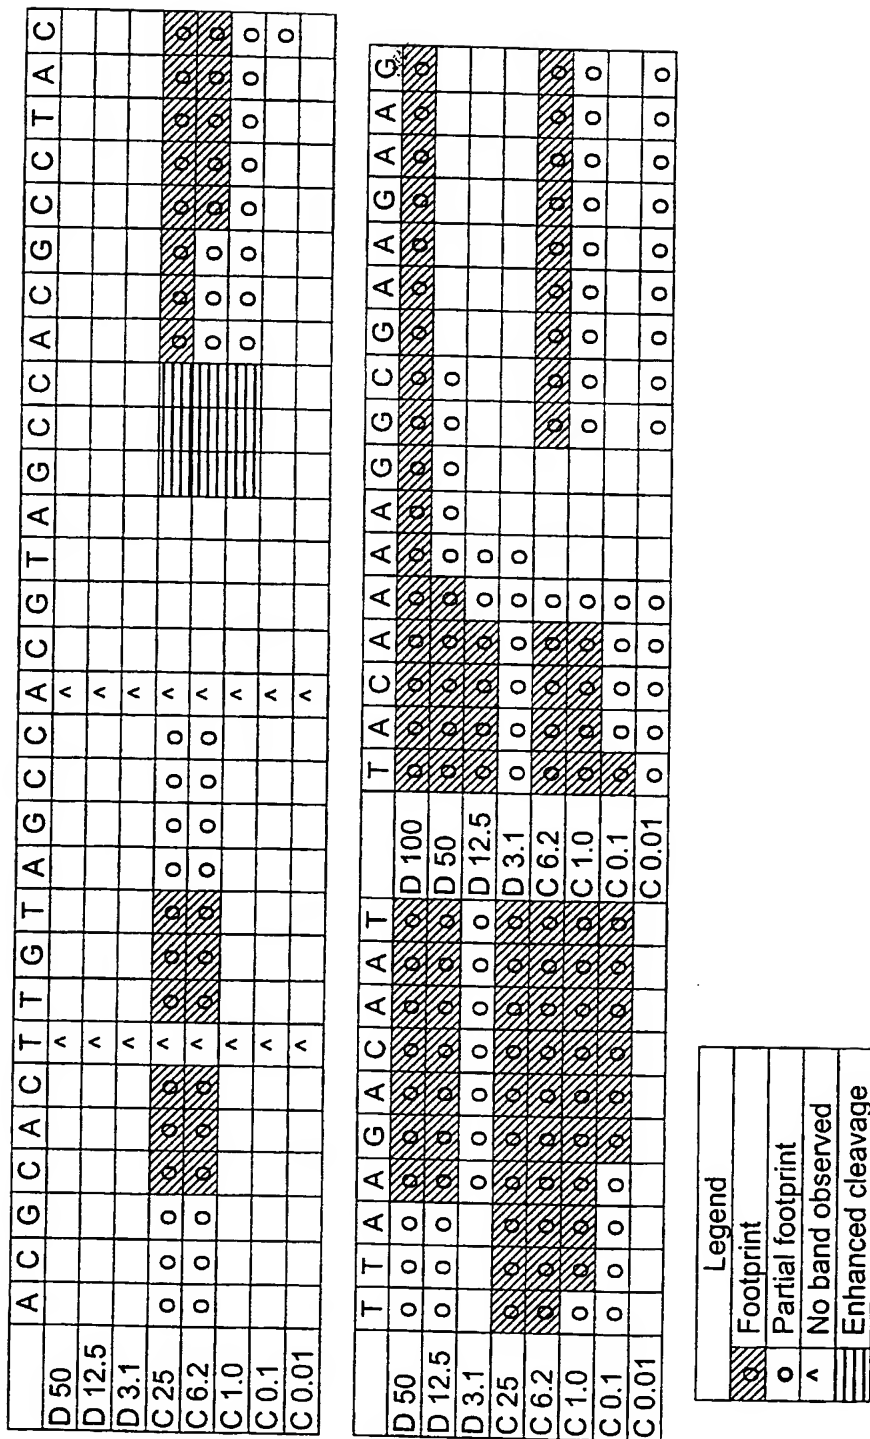 A C G C A C T T G T A G C C A C G T A G C C A C G C C T A C
D 50 ^ ^
D 12.5 ^ ^
D 3.1 ^ ^
C 25 o o o o o o ^ o o o o o o o ^ o o o o o o o o
C 6.2 o o o o o o ^ o o o o o o o ^ o o o o o o o o
C 1.0 ^ ^ o o o o o o o o
C 0.1 ^ ^ o
C 0.01 ^ ^
T T A A G A C A A T
D 50 o o o o o o o o o o
D 12.5 o o o o o o o o o o
D 3.1 o o o o o o o
C 25 o o o o o o o o o o
C 6.2 o o o o o o o o o o
C 1.0 o o o o o o o o o o
C 0.1 o o o o o o o o o o
C 0.01
T A C A A A A G G C G A A G A A G
D 100 o o o o o o o o o o o o o o o o o
D 50 o o o o o o o o o o
D 12.5 o o o o o o
D 3.1 o o o o o o
C 6.2 o o o o o o o o o o o o o o
C 1.0 o o o o o o o o o o o o o o
C 0.1 o o o o o
C 0.01 o o o o o o o o o o o o o o
Legend
o Footprint
o Partial footprint
^ No band observed
Enhanced cleavage